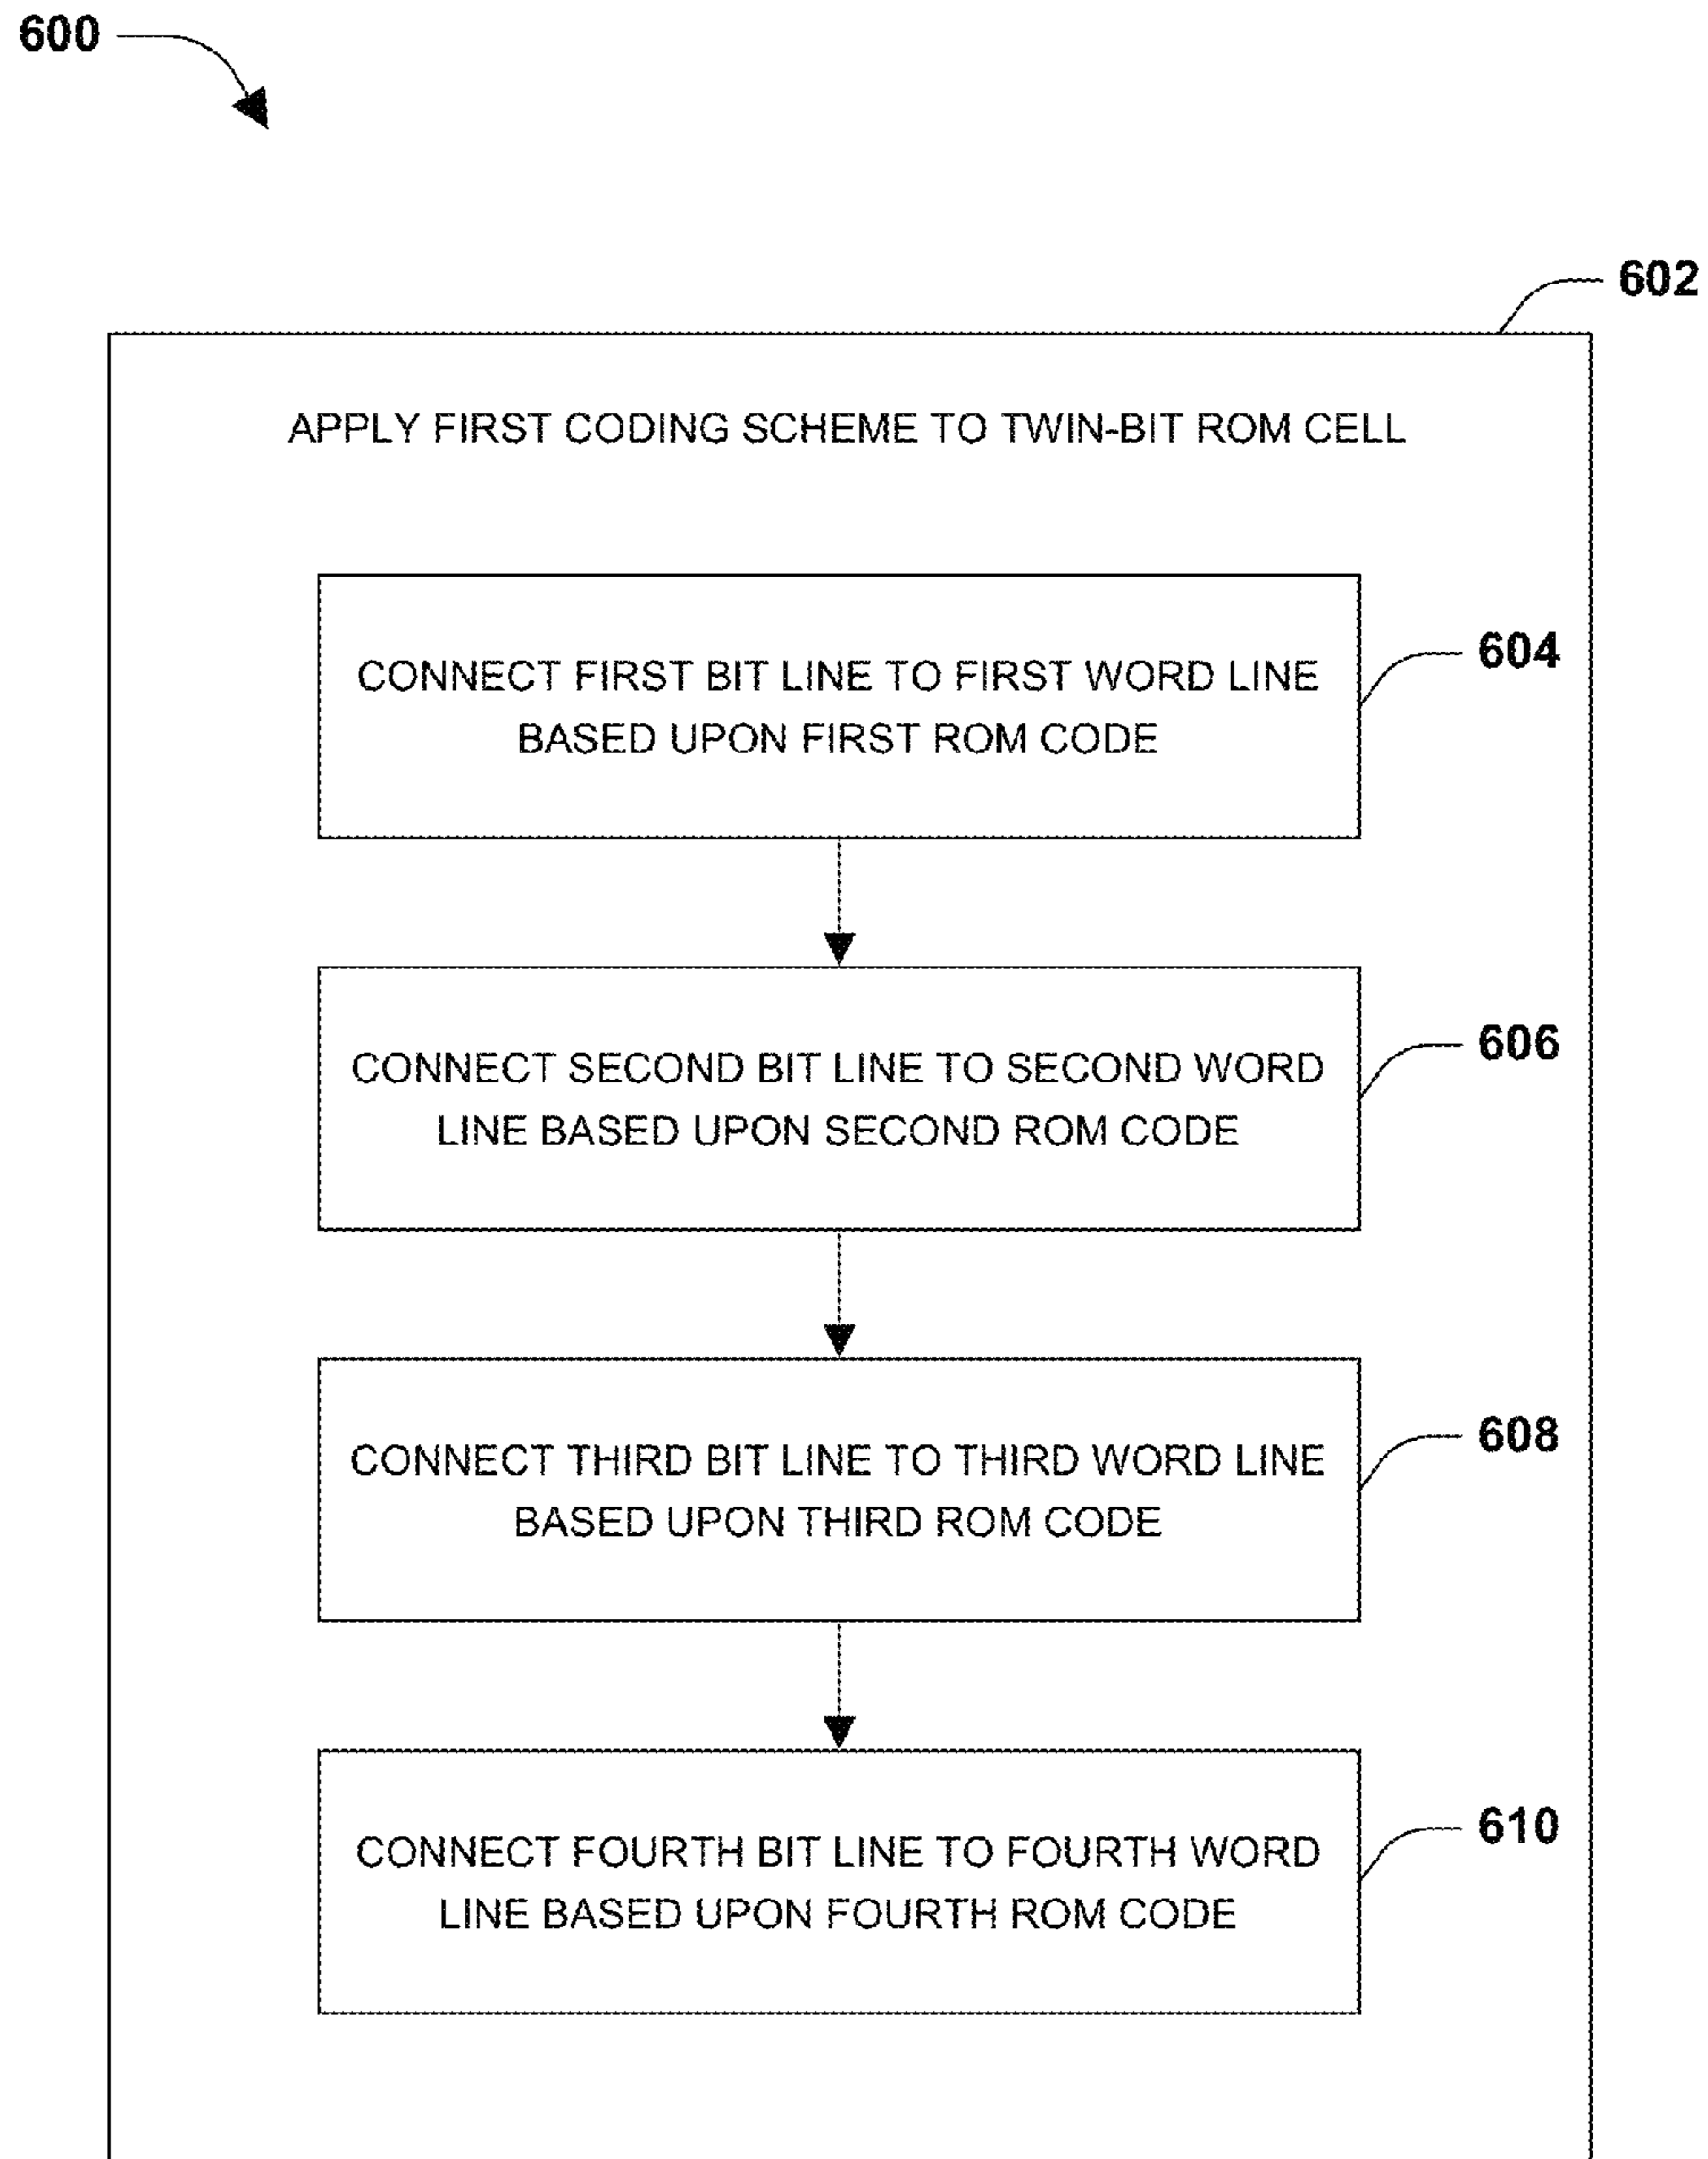 600
602
APPLY FIRST CODING SCHEME TO TWIN-BIT ROM CELL
CONNECT FIRST BIT LINE TO FIRST WORD LINE
BASED UPON FIRST ROM CODE
604
CONNECT SECOND BIT LINE TO SECOND WORD
LINE BASED UPON SECOND ROM CODE
606
CONNECT THIRD BIT LINE TO THIRD WORD LINE
BASED UPON THIRD ROM CODE
608
CONNECT FOURTH BIT LINE TO FOURTH WORD
LINE BASED UPON FOURTH ROM CODE
610